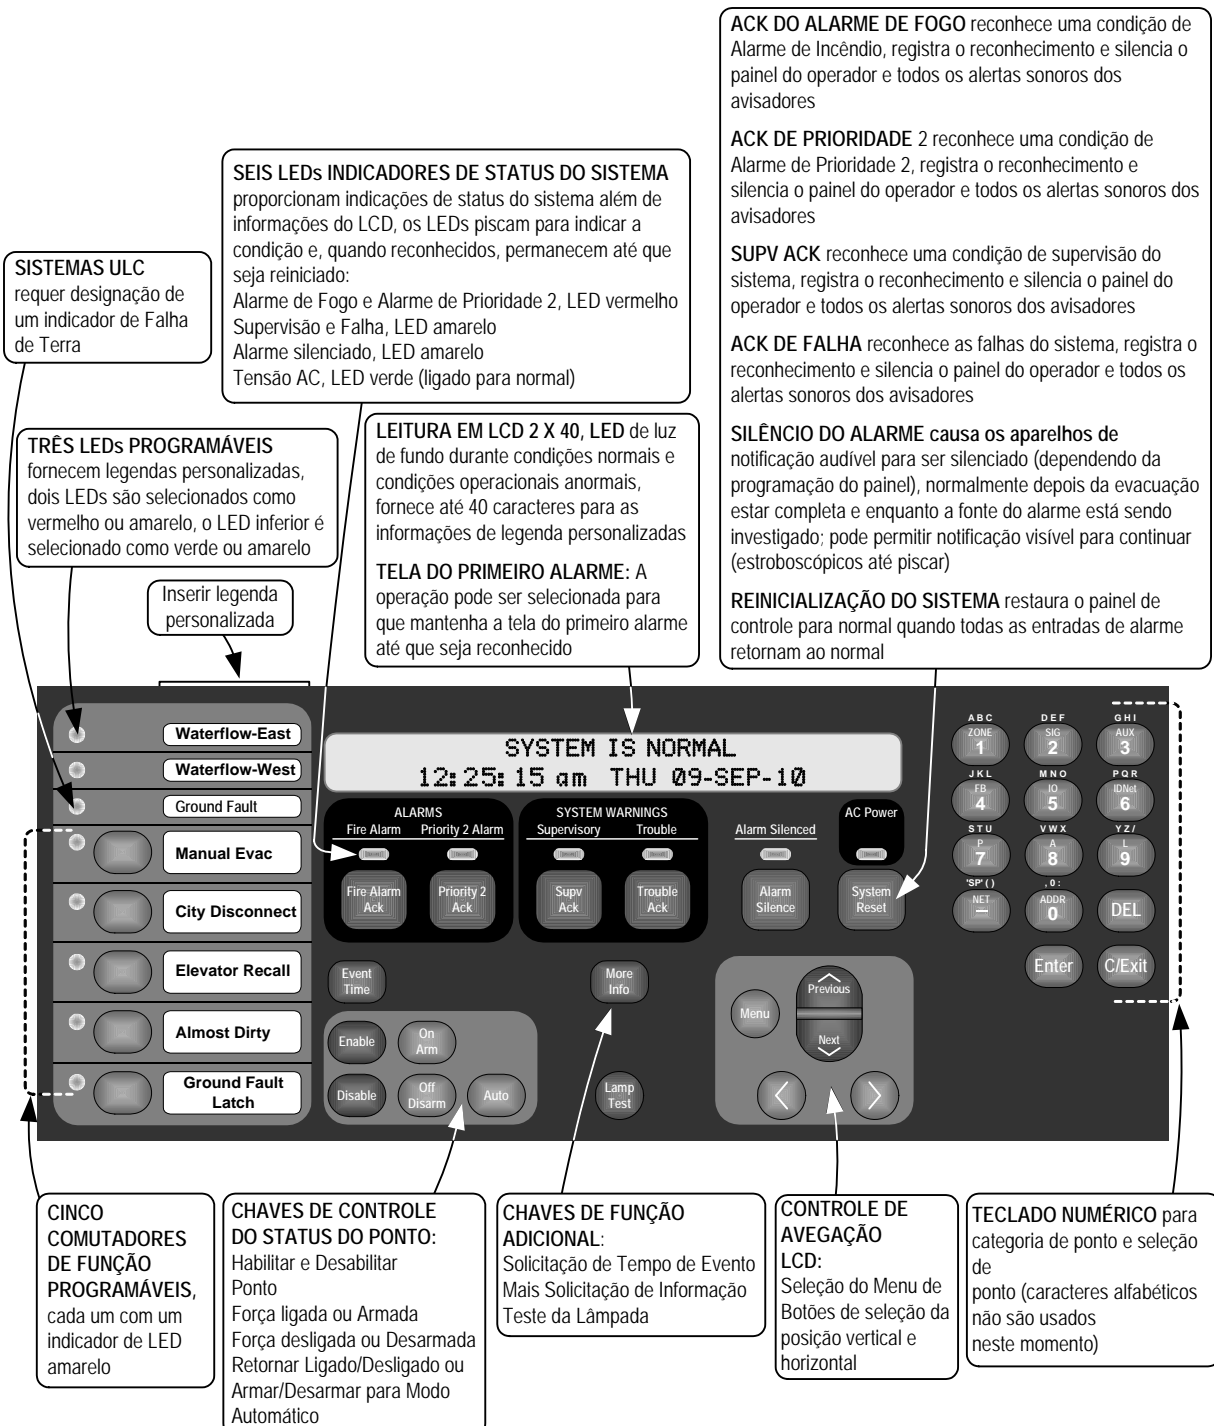 ACK DO ALARME DE FOGO reconhece uma condição de
Alarme de Incêndio, registra o reconhecimento e silencia o
painel do operador e todos os alertas sonoros dos
avisadores
ACK DE PRIORIDADE 2 reconhece uma condição de
Alarme de Prioridade 2, registra o reconhecimento e
silencia o painel do operador e todos os alertas sonoros dos
avisadores
SUPV ACK reconhece uma condição de supervisão do
sistema, registra o reconhecimento e silencia o painel do
operador e todos os alertas sonoros dos avisadores
ACK DE FALHA reconhece as falhas do sistema, registra o
reconhecimento e silencia o painel do operador e todos os
alertas sonoros dos avisadores
SILÊNCIO DO ALARME causa os aparelhos de
notificação audível para ser silenciado (dependendo da
programação do painel), normalmente depois da evacuação
estar completa e enquanto a fonte do alarme está sendo
investigado; pode permitir notificação visível para continuar
(estroboscópicos até piscar)
REINICIALIZAÇÃO DO SISTEMA restaura o painel de
controle para normal quando todas as entradas de alarme
retornam ao normal
SEIS LEDs INDICADORES DE STATUS DO SISTEMA
proporcionam indicações de status do sistema além de
informações do LCD, os LEDs piscam para indicar a
condição e, quando reconhecidos, permanecem até que
seja reiniciado:
Alarme de Fogo e Alarme de Prioridade 2, LED vermelho
Supervisão e Falha, LED amarelo
Alarme silenciado, LED amarelo
Tensão AC, LED verde (ligado para normal)
SISTEMAS ULC
requer designação de
um indicador de Falha
de Terra
TRÊS LEDs PROGRAMÁVEIS
fornecem legendas personalizadas,
dois LEDs são selecionados como
vermelho ou amarelo, o LED inferior é
selecionado como verde ou amarelo
LEITURA EM LCD 2 X 40, LED de luz
de fundo durante condições normais e
condições operacionais anormais,
fornece até 40 caracteres para as
informações de legenda personalizadas
TELA DO PRIMEIRO ALARME: A
operação pode ser selecionada para
que mantenha a tela do primeiro alarme
até que seja reconhecido
Inserir legenda
personalizada
Waterflow-East
Waterflow-West
Ground Fault
Manual Evac
City Disconnect
Elevator Recall
Almost Dirty
Ground Fault
Latch
SYSTEM IS NORMAL
12:25:15 am THU 09-SEP-10
ALARMS
Fire Alarm Priority 2 Alarm
SYSTEM WARNINGS
Supervisory Trouble
Alarm Silenced
AC Power
Fire Alarm
Ack
Priority 2
Ack
Supv
Ack
Trouble
Ack
Alarm
Silence
System
Reset
Event
Time
More
Info
Enable
On
Arm
Disable
Off
Disarm
Auto
Lamp
Test
Menu
Previous
Next
ABC DEF GHI
ZONE SIG AUX
1 2 3
JKL MNO PQR
FB IO IDNet
4 5 6
STU VWX YZ/
P A L
7 8 9
'SP' ( ) , 0 :
NET ADDR
– 0 DEL
Enter C/Exit
CINCO
COMUTADORES
DE FUNÇÃO
PROGRAMÁVEIS,
cada um com um
indicador de LED
amarelo
CHAVES DE CONTROLE
DO STATUS DO PONTO:
Habilitar e Desabilitar
Ponto
Força ligada ou Armada
Força desligada ou Desarmada
Retornar Ligado/Desligado ou
Armar/Desarmar para Modo
Automático
CHAVES DE FUNÇÃO
ADICIONAL:
Solicitação de Tempo de Evento
Mais Solicitação de Informação
Teste da Lâmpada
CONTROLE DE
AVEGAÇÃO
LCD:
Seleção do Menu de
Botões de seleção da
posição vertical e
horizontal
TECLADO NUMÉRICO para
categoria de ponto e seleção
de
ponto (caracteres alfabéticos
não são usados
neste momento)